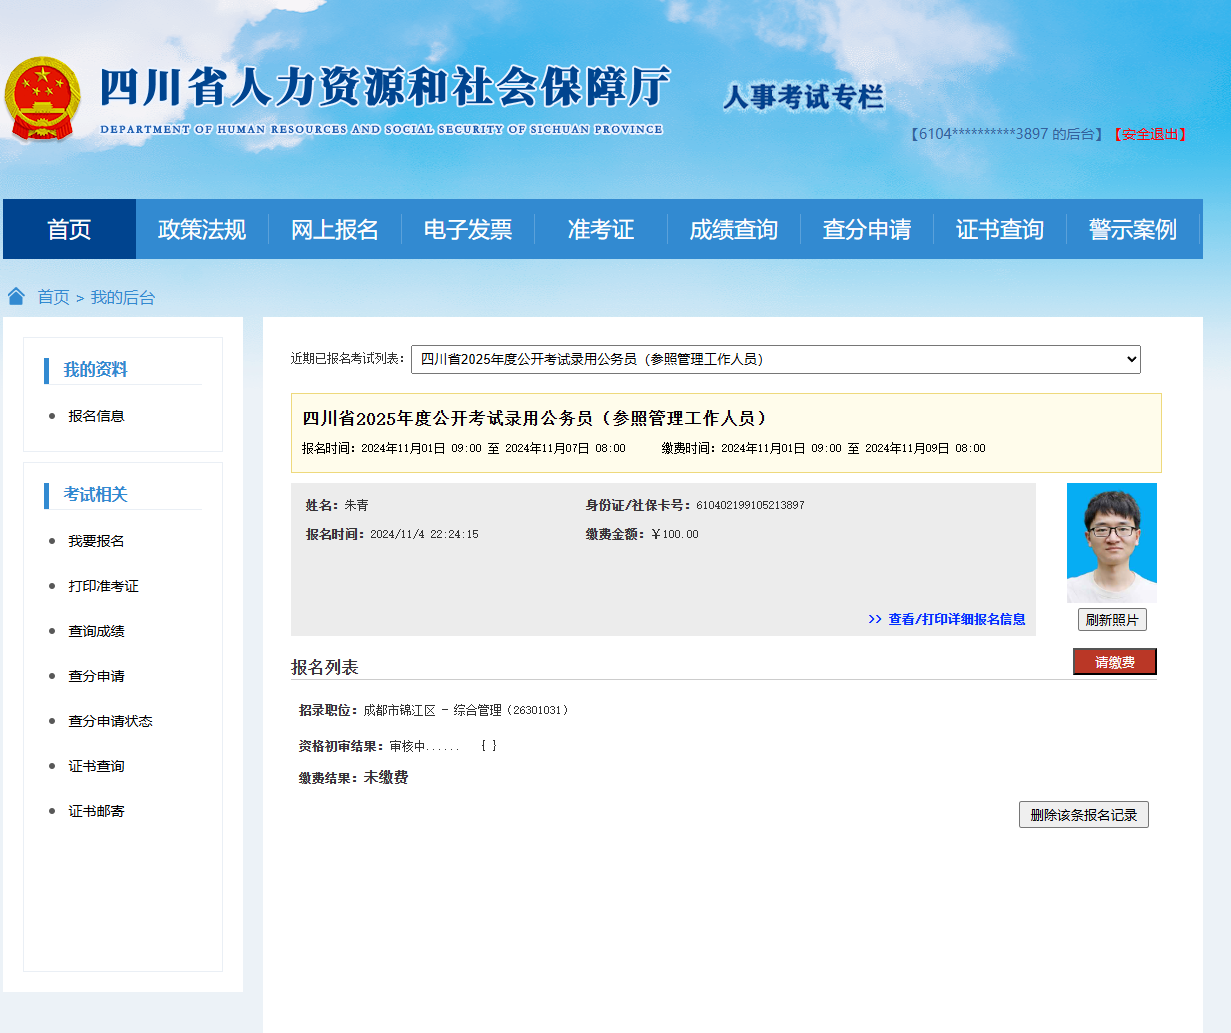 四川省人力资源和社会保障厅
人事考试专栏
DEPARTMENT OF HUMAN RESOURCES AND SOCIAL SECURITY OF SICHUAN PROVINCE
【6104**********3897 的后台】【安全退出】
首页 政策法规 网上报名 电子发票 准考证 成绩查询 查分申请 证书查询 警示案例
首页 > 我的后台
我的资料
报名信息
考试相关
我要报名
打印准考证
查询成绩
查分申请
查分申请状态
证书查询
证书邮寄
近期已报名考试列表： 四川省2025年度公开考试录用公务员（参照管理工作人员）
四川省2025年度公开考试录用公务员（参照管理工作人员）
报名时间：2024年11月01日 09:00 至 2024年11月07日 08:00 缴费时间：2024年11月01日 09:00 至 2024年11月09日 08:00
姓名：朱青 身份证/社保卡号：610402199105213897
报名时间：2024/11/4 22:24:15 缴费金额：￥100.00
>> 查看/打印详细报名信息
刷新照片
请缴费
报名列表
招录职位：成都市锦江区 - 综合管理（26301031）
资格初审结果：审核中...... { }
缴费结果：未缴费
删除该条报名记录